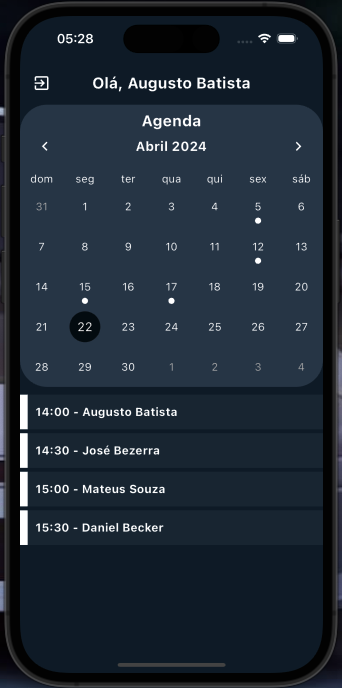 05:28
Olá, Augusto Batista
Agenda
Abril 2024
dom seg ter qua qui sex sáb
31 1 2 3 4 5 6
7 8 9 10 11 12 13
14 15 16 17 18 19 20
21 22 23 24 25 26 27
28 29 30 1 2 3 4
14:00 - Augusto Batista
14:30 - José Bezerra
15:00 - Mateus Souza
15:30 - Daniel Becker